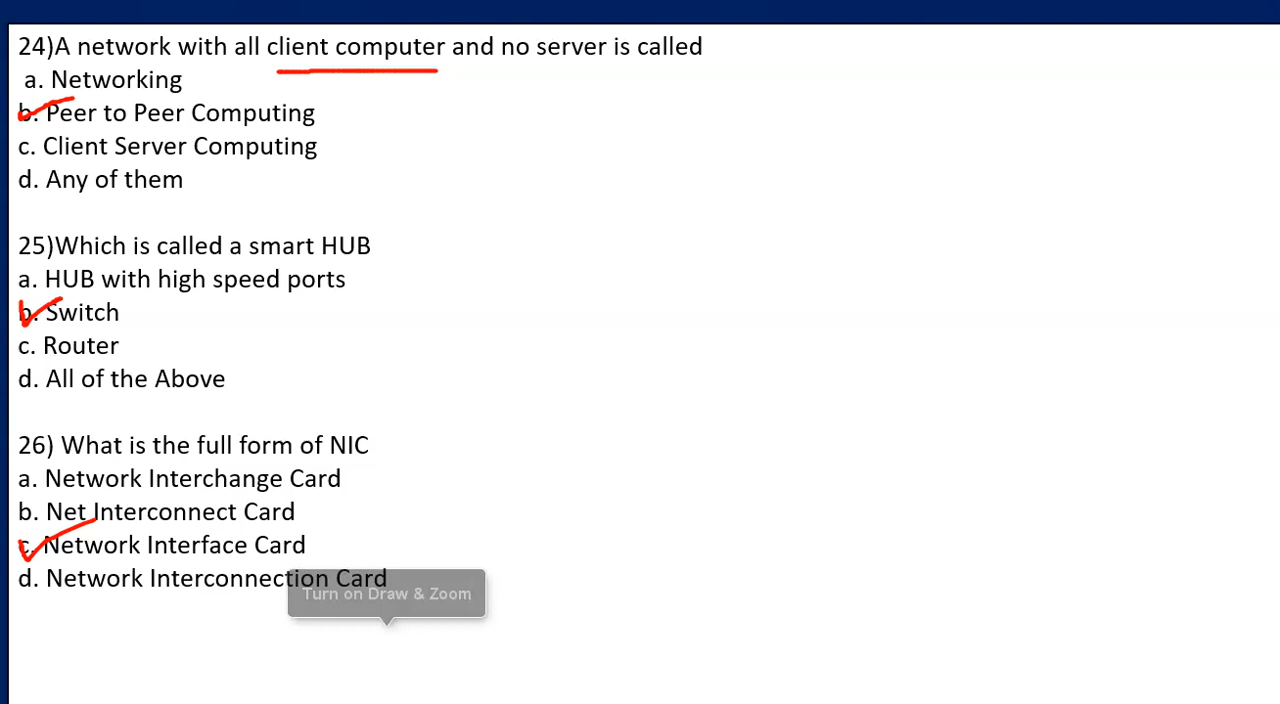 24)A network with all client computer and no server is called
a. Networking
b. Peer to Peer Computing
c. Client Server Computing
d. Any of them
25)Which is called a smart HUB
a. HUB with high speed ports
b. Switch
c. Router
d. All of the Above
26) What is the full form of NIC
a. Network Interchange Card
b. Net Interconnect Card
c. Network Interface Card
d. Network Interconnection Card
Turn on Draw & Zoom